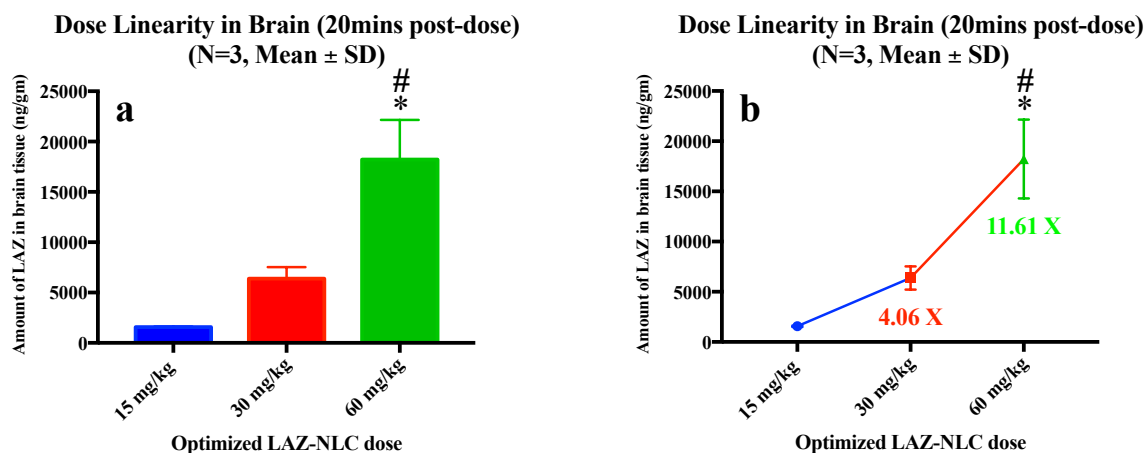 Dose Linearity in Brain (20mins post-dose)
(N=3, Mean ± SD)
a
#
*
25000
20000
15000
10000
5000
0
Amount of LAZ in brain tissue (ng/gm)
15 mg/kg
30 mg/kg
60 mg/kg
Optimized LAZ-NLC dose
Dose Linearity in Brain (20mins post-dose)
(N=3, Mean ± SD)
b
#
*
25000
20000
15000
10000
5000
0
Amount of LAZ in brain tissue (ng/gm)
11.61 X
4.06 X
15 mg/kg
30 mg/kg
60 mg/kg
Optimized LAZ-NLC dose